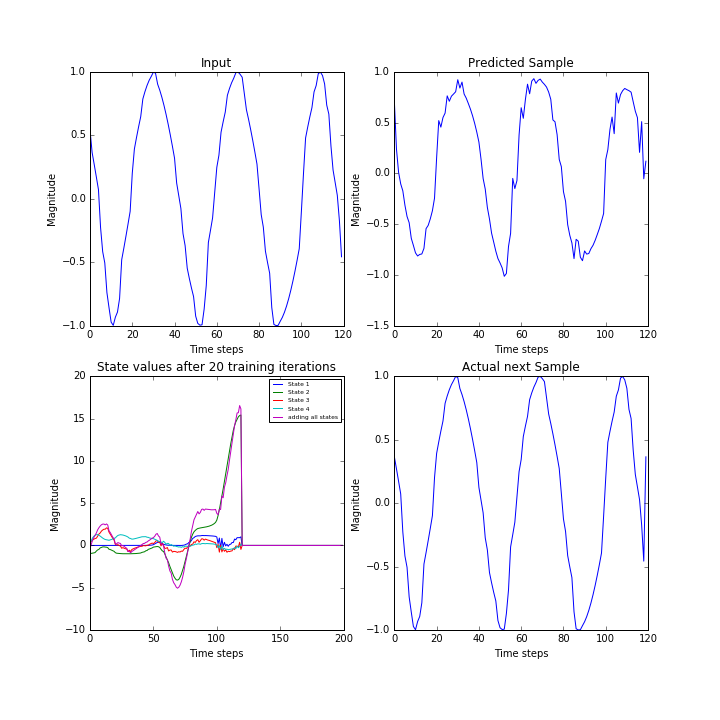 Input
1.0
0.5
0.0
−0.5
−1.0
Magnitude
0 20 40 60 80 100 120
Time steps
Predicted Sample
1.0
0.5
0.0
−0.5
−1.0
−1.5
Magnitude
0 20 40 60 80 100 120
Time steps
State values after 20 training iterations
20
15
10
5
0
−5
−10
Magnitude
State 1
State 2
State 3
State 4
adding all states
0 50 100 150 200
Time steps
Actual next Sample
1.0
0.5
0.0
−0.5
−1.0
Magnitude
0 20 40 60 80 100 120
Time steps